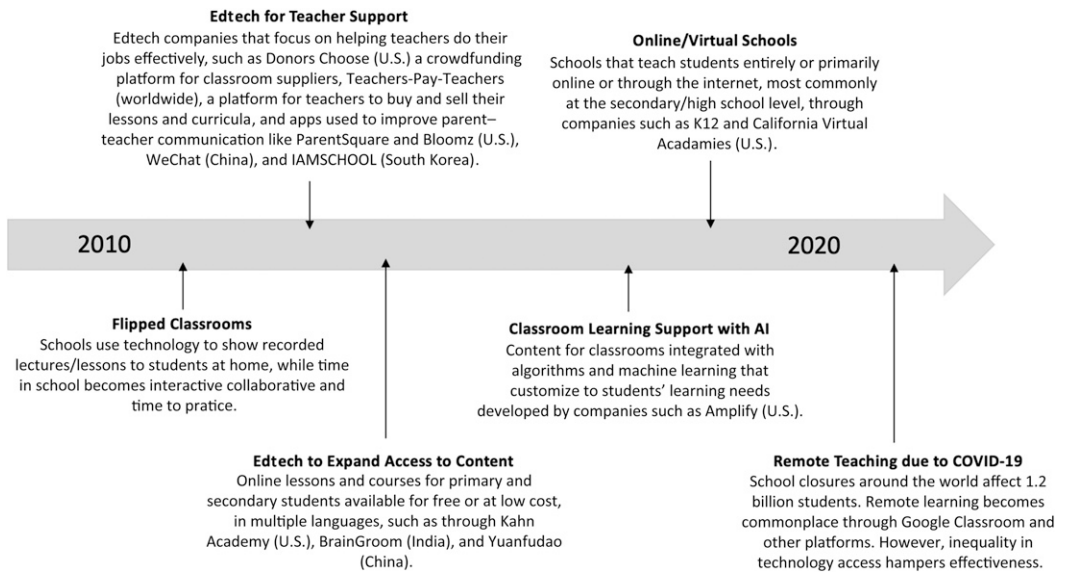 Edtech for Teacher Support
Edtech companies that focus on helping teachers do their
jobs effectively, such as Donors Choose (U.S.) a crowdfunding
platform for classroom suppliers, Teachers-Pay-Teachers
(worldwide), a platform for teachers to buy and sell their
lessons and curricula, and apps used to improve parent–
teacher communication like ParentSquare and Bloomz (U.S.),
WeChat (China), and IAMSCHOOL (South Korea).
Online/Virtual Schools
Schools that teach students entirely or primarily
online or through the internet, most commonly
at the secondary/high school level, through
companies such as K12 and California Virtual
Acadamies (U.S.).
2010
2020
Flipped Classrooms
Schools use technology to show recorded
lectures/lessons to students at home, while time
in school becomes interactive collaborative and
time to pratice.
Classroom Learning Support with AI
Content for classrooms integrated with
algorithms and machine learning that
customize to students' learning needs
developed by companies such as Amplify (U.S.).
Edtech to Expand Access to Content
Online lessons and courses for primary and
secondary students available for free or at low cost,
in multiple languages, such as through Kahn
Academy (U.S.), BrainGroom (India), and Yuanfudao
(China).
Remote Teaching due to COVID-19
School closures around the world affect 1.2
billion students. Remote learning becomes
commonplace through Google Classroom and
other platforms. However, inequality in
technology access hampers effectiveness.